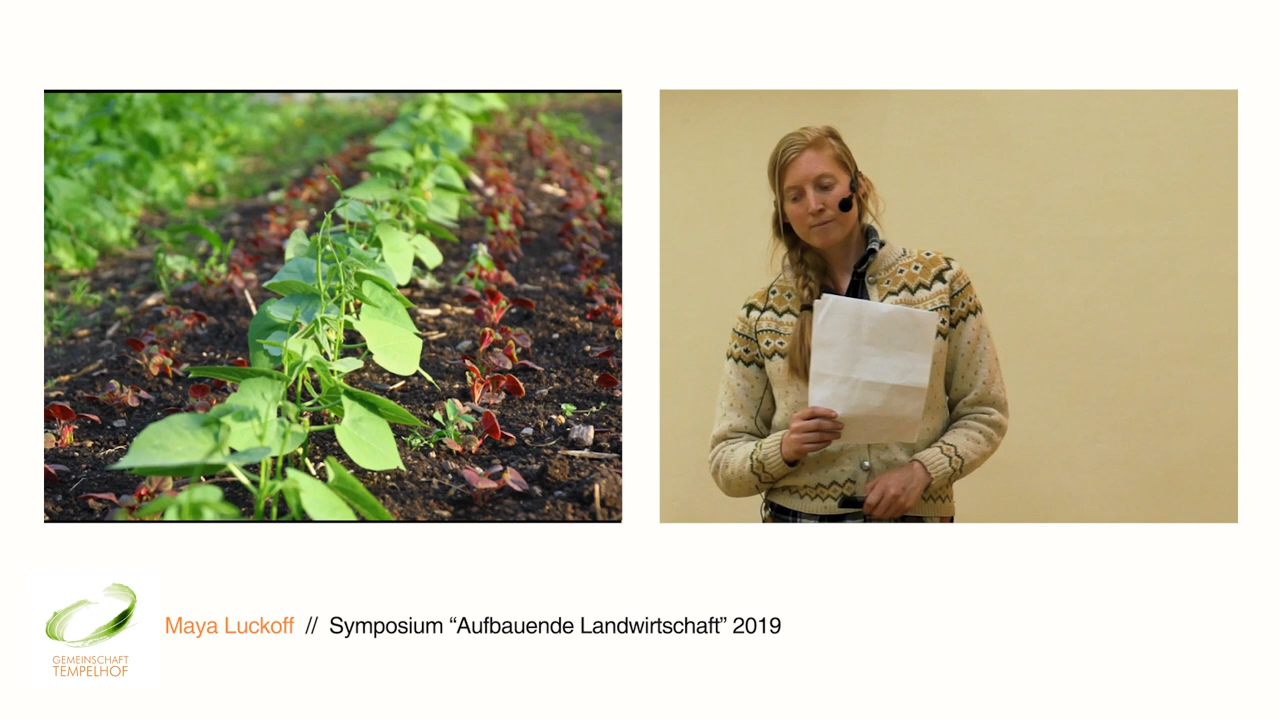 Maya Luckoff // Symposium “Aufbauende Landwirtschaft” 2019
GEMEINSCHAFT
TEMPELHOF